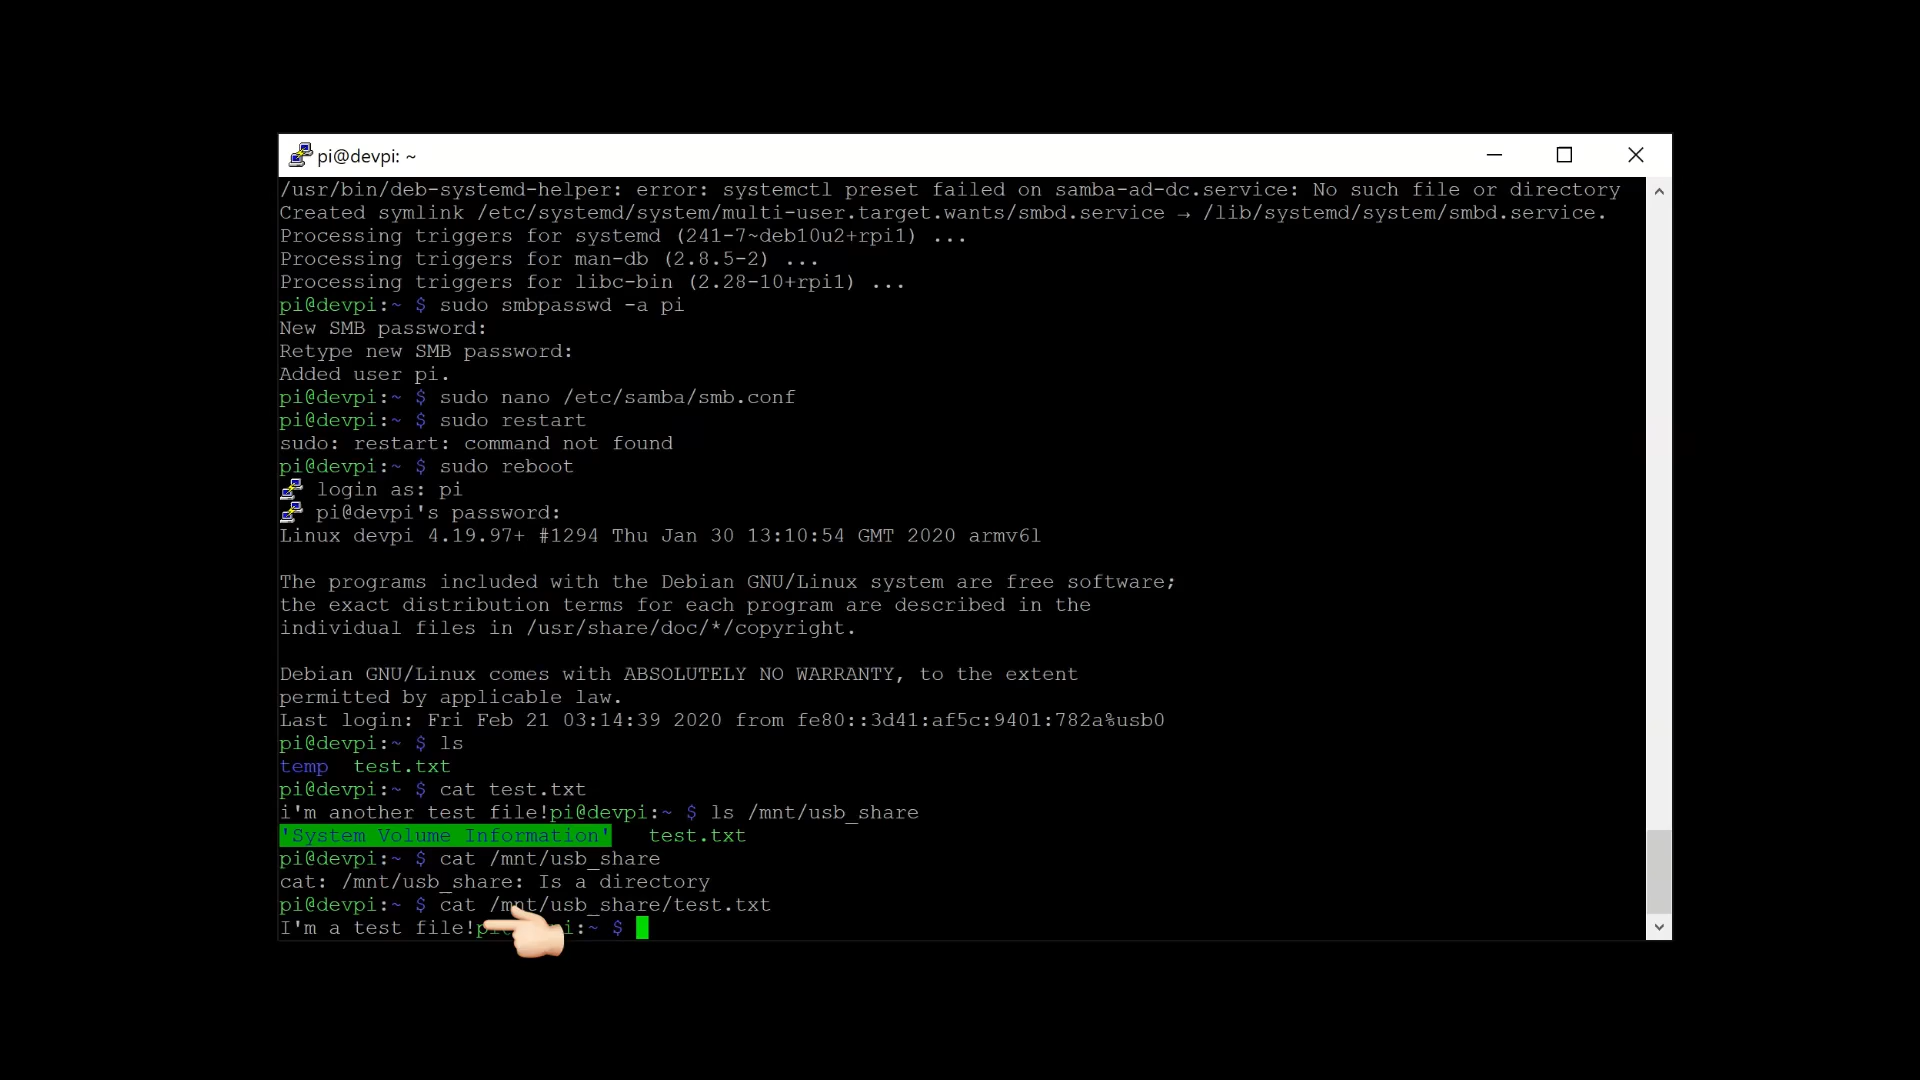 pi@devpi: ~
/usr/bin/deb-systemd-helper: error: systemctl preset failed on samba-ad-dc.service: No such file or directory
Created symlink /etc/systemd/system/multi-user.target.wants/smbd.service → /lib/systemd/system/smbd.service.
Processing triggers for systemd (241-7~deb10u2+rpi1) ...
Processing triggers for man-db (2.8.5-2) ...
Processing triggers for libc-bin (2.28-10+rpi1) ...
pi@devpi:~ $ sudo smbpasswd -a pi
New SMB password:
Retype new SMB password:
Added user pi.
pi@devpi:~ $ sudo nano /etc/samba/smb.conf
pi@devpi:~ $ sudo restart
sudo: restart: command not found
pi@devpi:~ $ sudo reboot
login as: pi
pi@devpi's password:
Linux devpi 4.19.97+ #1294 Thu Jan 30 13:10:54 GMT 2020 armv6l
The programs included with the Debian GNU/Linux system are free software;
the exact distribution terms for each program are described in the
individual files in /usr/share/doc/*/copyright.
Debian GNU/Linux comes with ABSOLUTELY NO WARRANTY, to the extent
permitted by applicable law.
Last login: Fri Feb 21 03:14:39 2020 from fe80::3d41:af5c:9401:782a%usb0
pi@devpi:~ $ ls
temp  test.txt
pi@devpi:~ $ cat test.txt
i'm another test file!pi@devpi:~ $ ls /mnt/usb_share
'System Volume Information'   test.txt
pi@devpi:~ $ cat /mnt/usb_share
cat: /mnt/usb_share: Is a directory
pi@devpi:~ $ cat /mnt/usb_share/test.txt
I'm a test file! :~ $